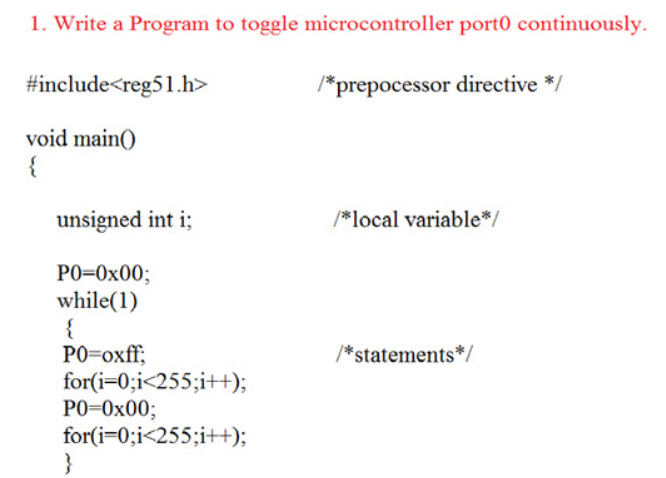 1. Write a Program to toggle microcontroller port0 continuously.
#include<reg51.h> /*prepocessor directive */
void main()
{
unsigned int i; /*local variable*/
P0=0x00;
while(1)
{
P0=oxff; /*statements*/
for(i=0;i<255;i++);
P0=0x00;
for(i=0;i<255;i++);
}